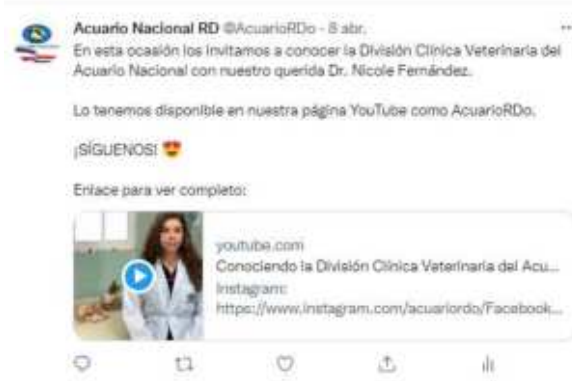 Acuario Nacional RD @AcuarioRDo - 8 abr.
En esta ocasión los invitamos a conocer la División Clínica Veterinaria del
Acuario Nacional con nuestro querida Dr. Nicole Fernández.
Lo tenemos disponible en nuestra página YouTube como AcuarioRDo.
¡SÍGUENOS! 😍
Enlace para ver completo:
youtube.com
Conociendo la División Clínica Veterinaria del Acu...
Instagram:
https://www.instagram.com/acuariordo/Facebook...